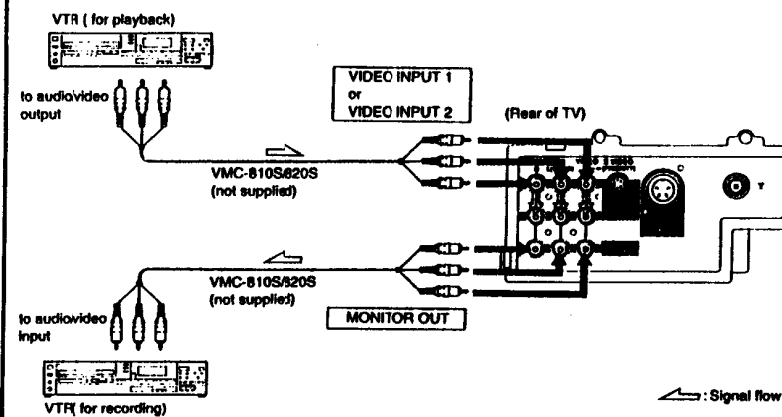 VTR ( for playback)
to audio/video
output
VIDEO INPUT 1
or
VIDEO INPUT 2
(Rear of TV)
VMC-810S/820S
(not supplied)
VMC-810S/820S
(not supplied)
MONITOR OUT
to audio/video
input
VTR( for recording)
: Signal flow